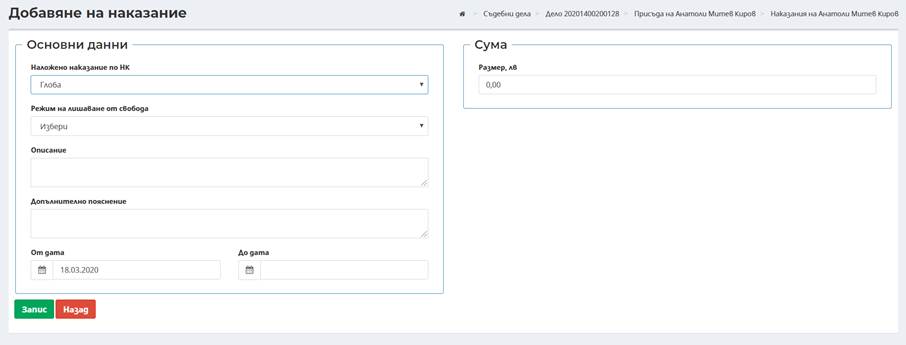 Добавяне на наказание
Съдебни дела > Дело 20201400200128 > Присъда на Анатоли Митев Киров > Наказания на Анатоли Митев Киров
Основни данни
Наложено наказание по НК
Глоба
Режим на лишаване от свобода
Избери
Описание
Допълнително пояснение
От дата
До дата
18.03.2020
Запис
Назад
Сума
Размер, лв
0,00